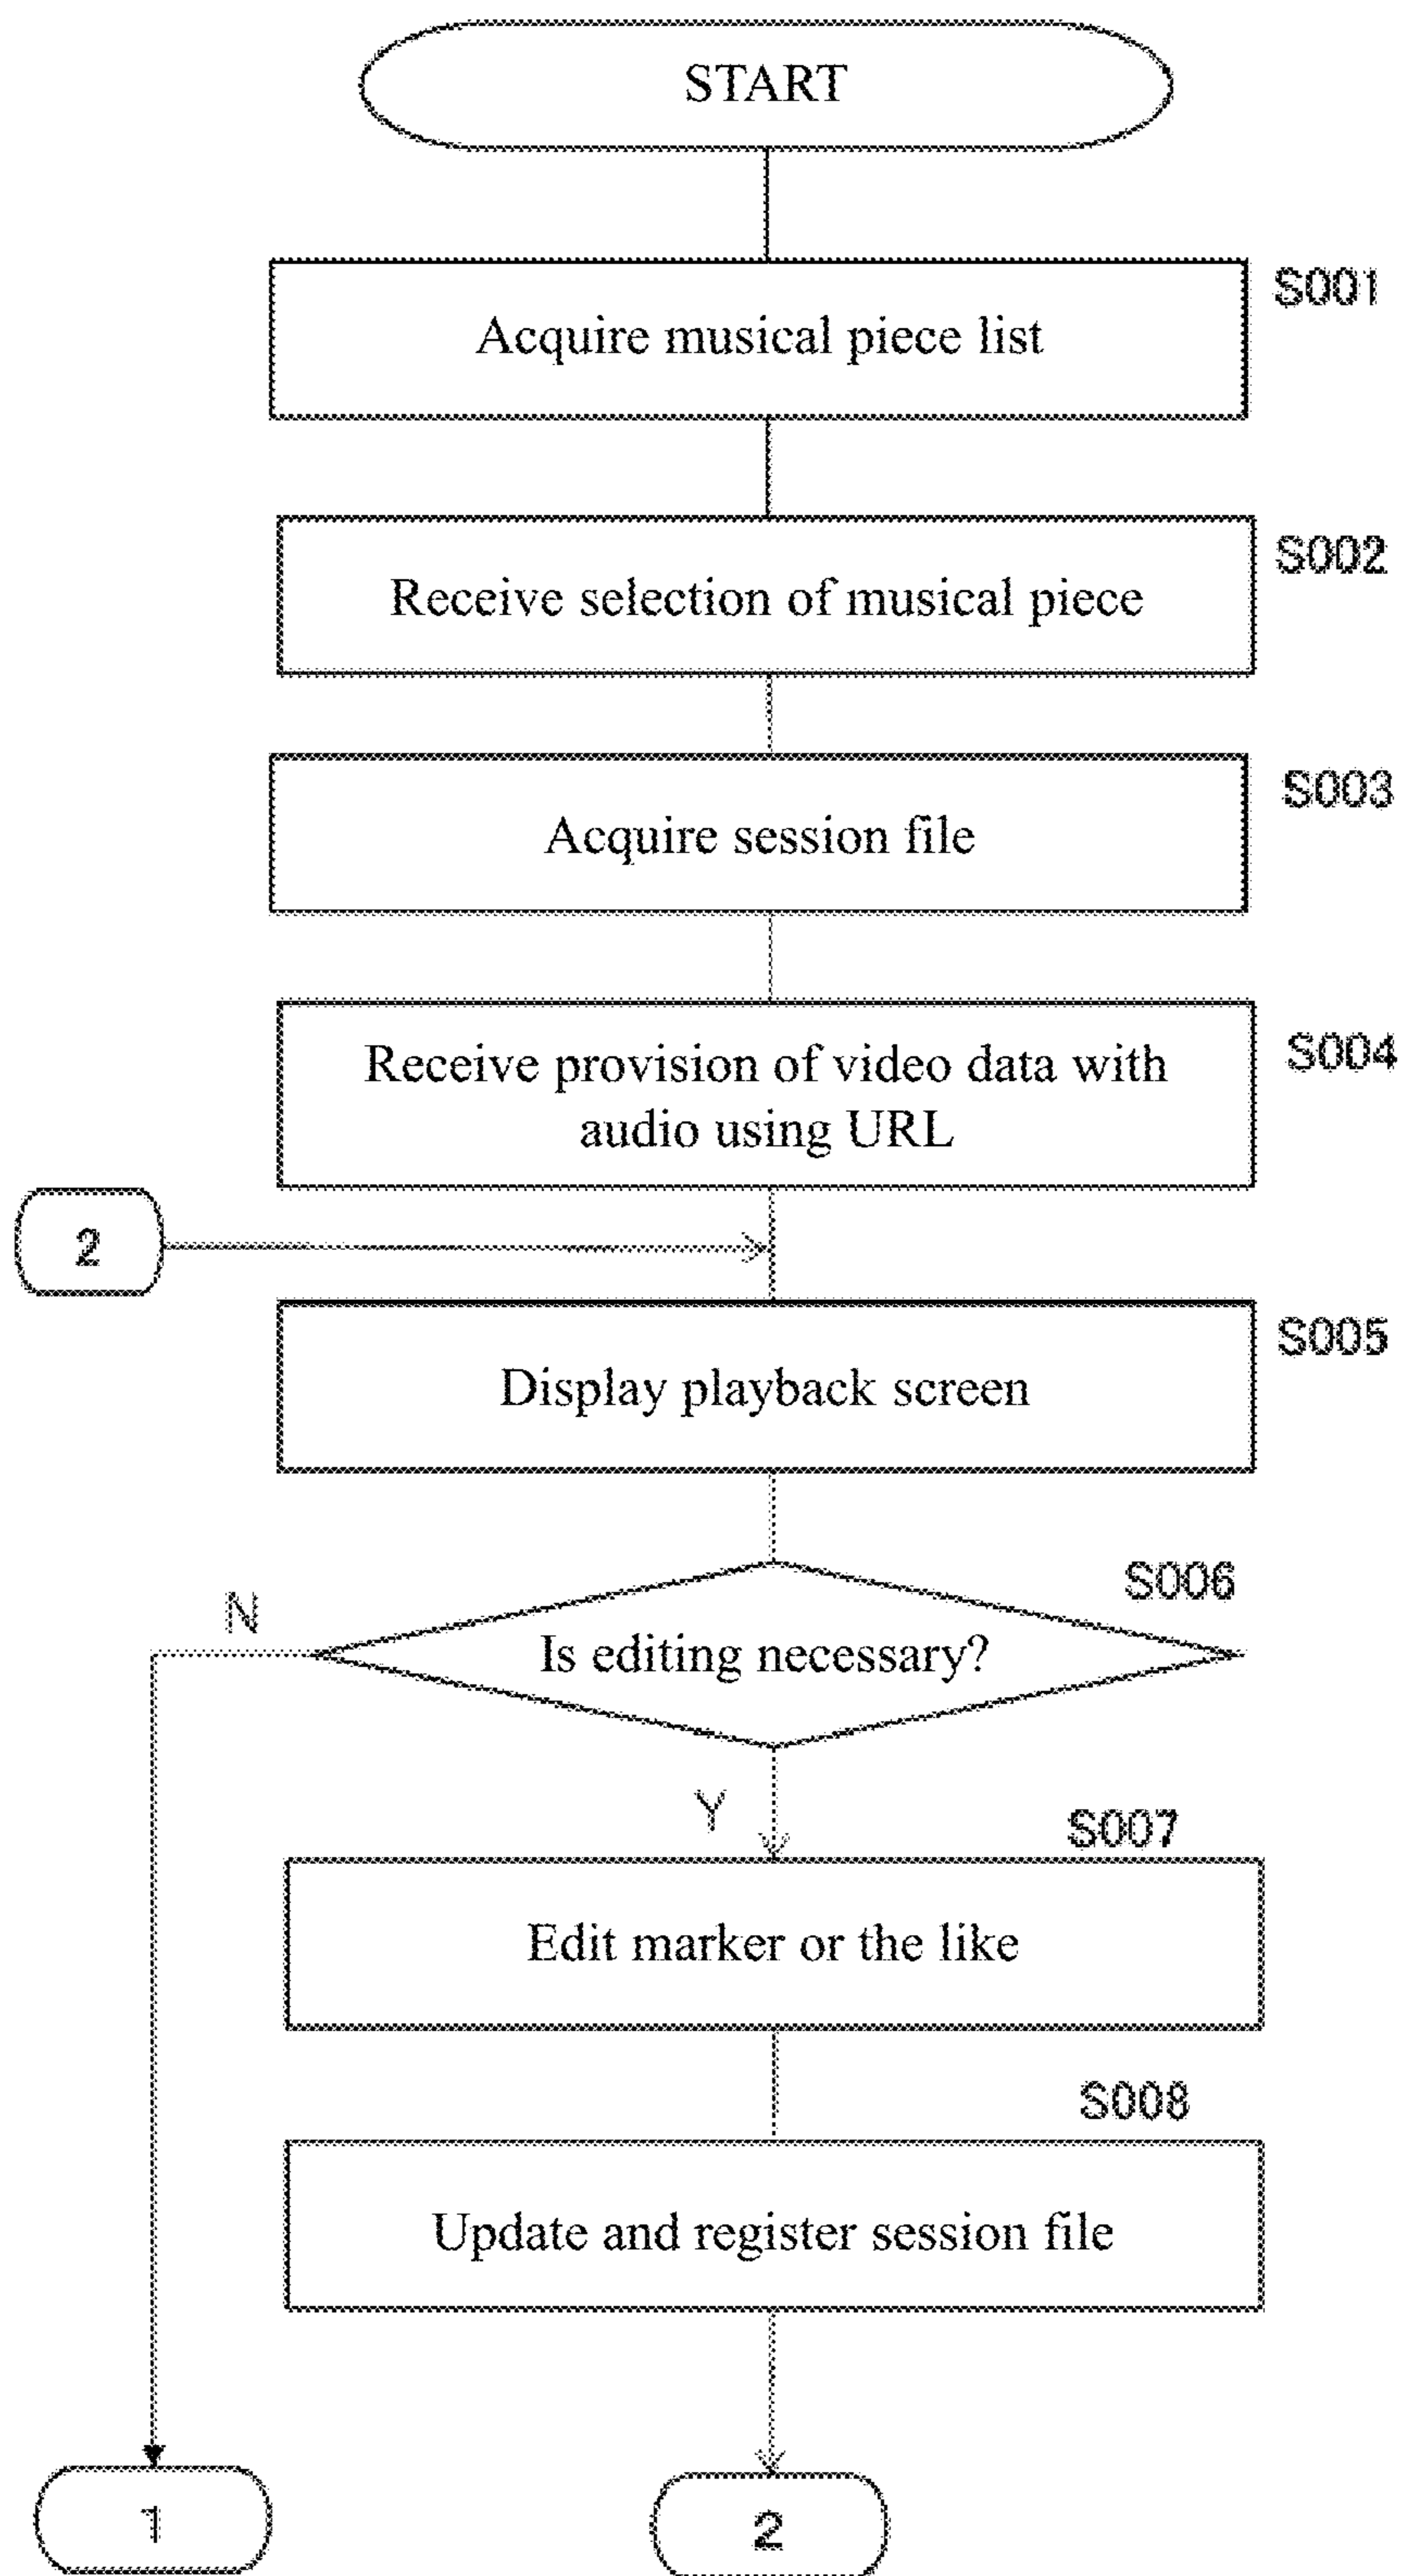 START
S001
Acquire musical piece list
S002
Receive selection of musical piece
S003
Acquire session file
S004
Receive provision of video data with
audio using URL
2
S005
Display playback screen
S006
N
Is editing necessary?
Y
S007
Edit marker or the like
S008
Update and register session file
1
2